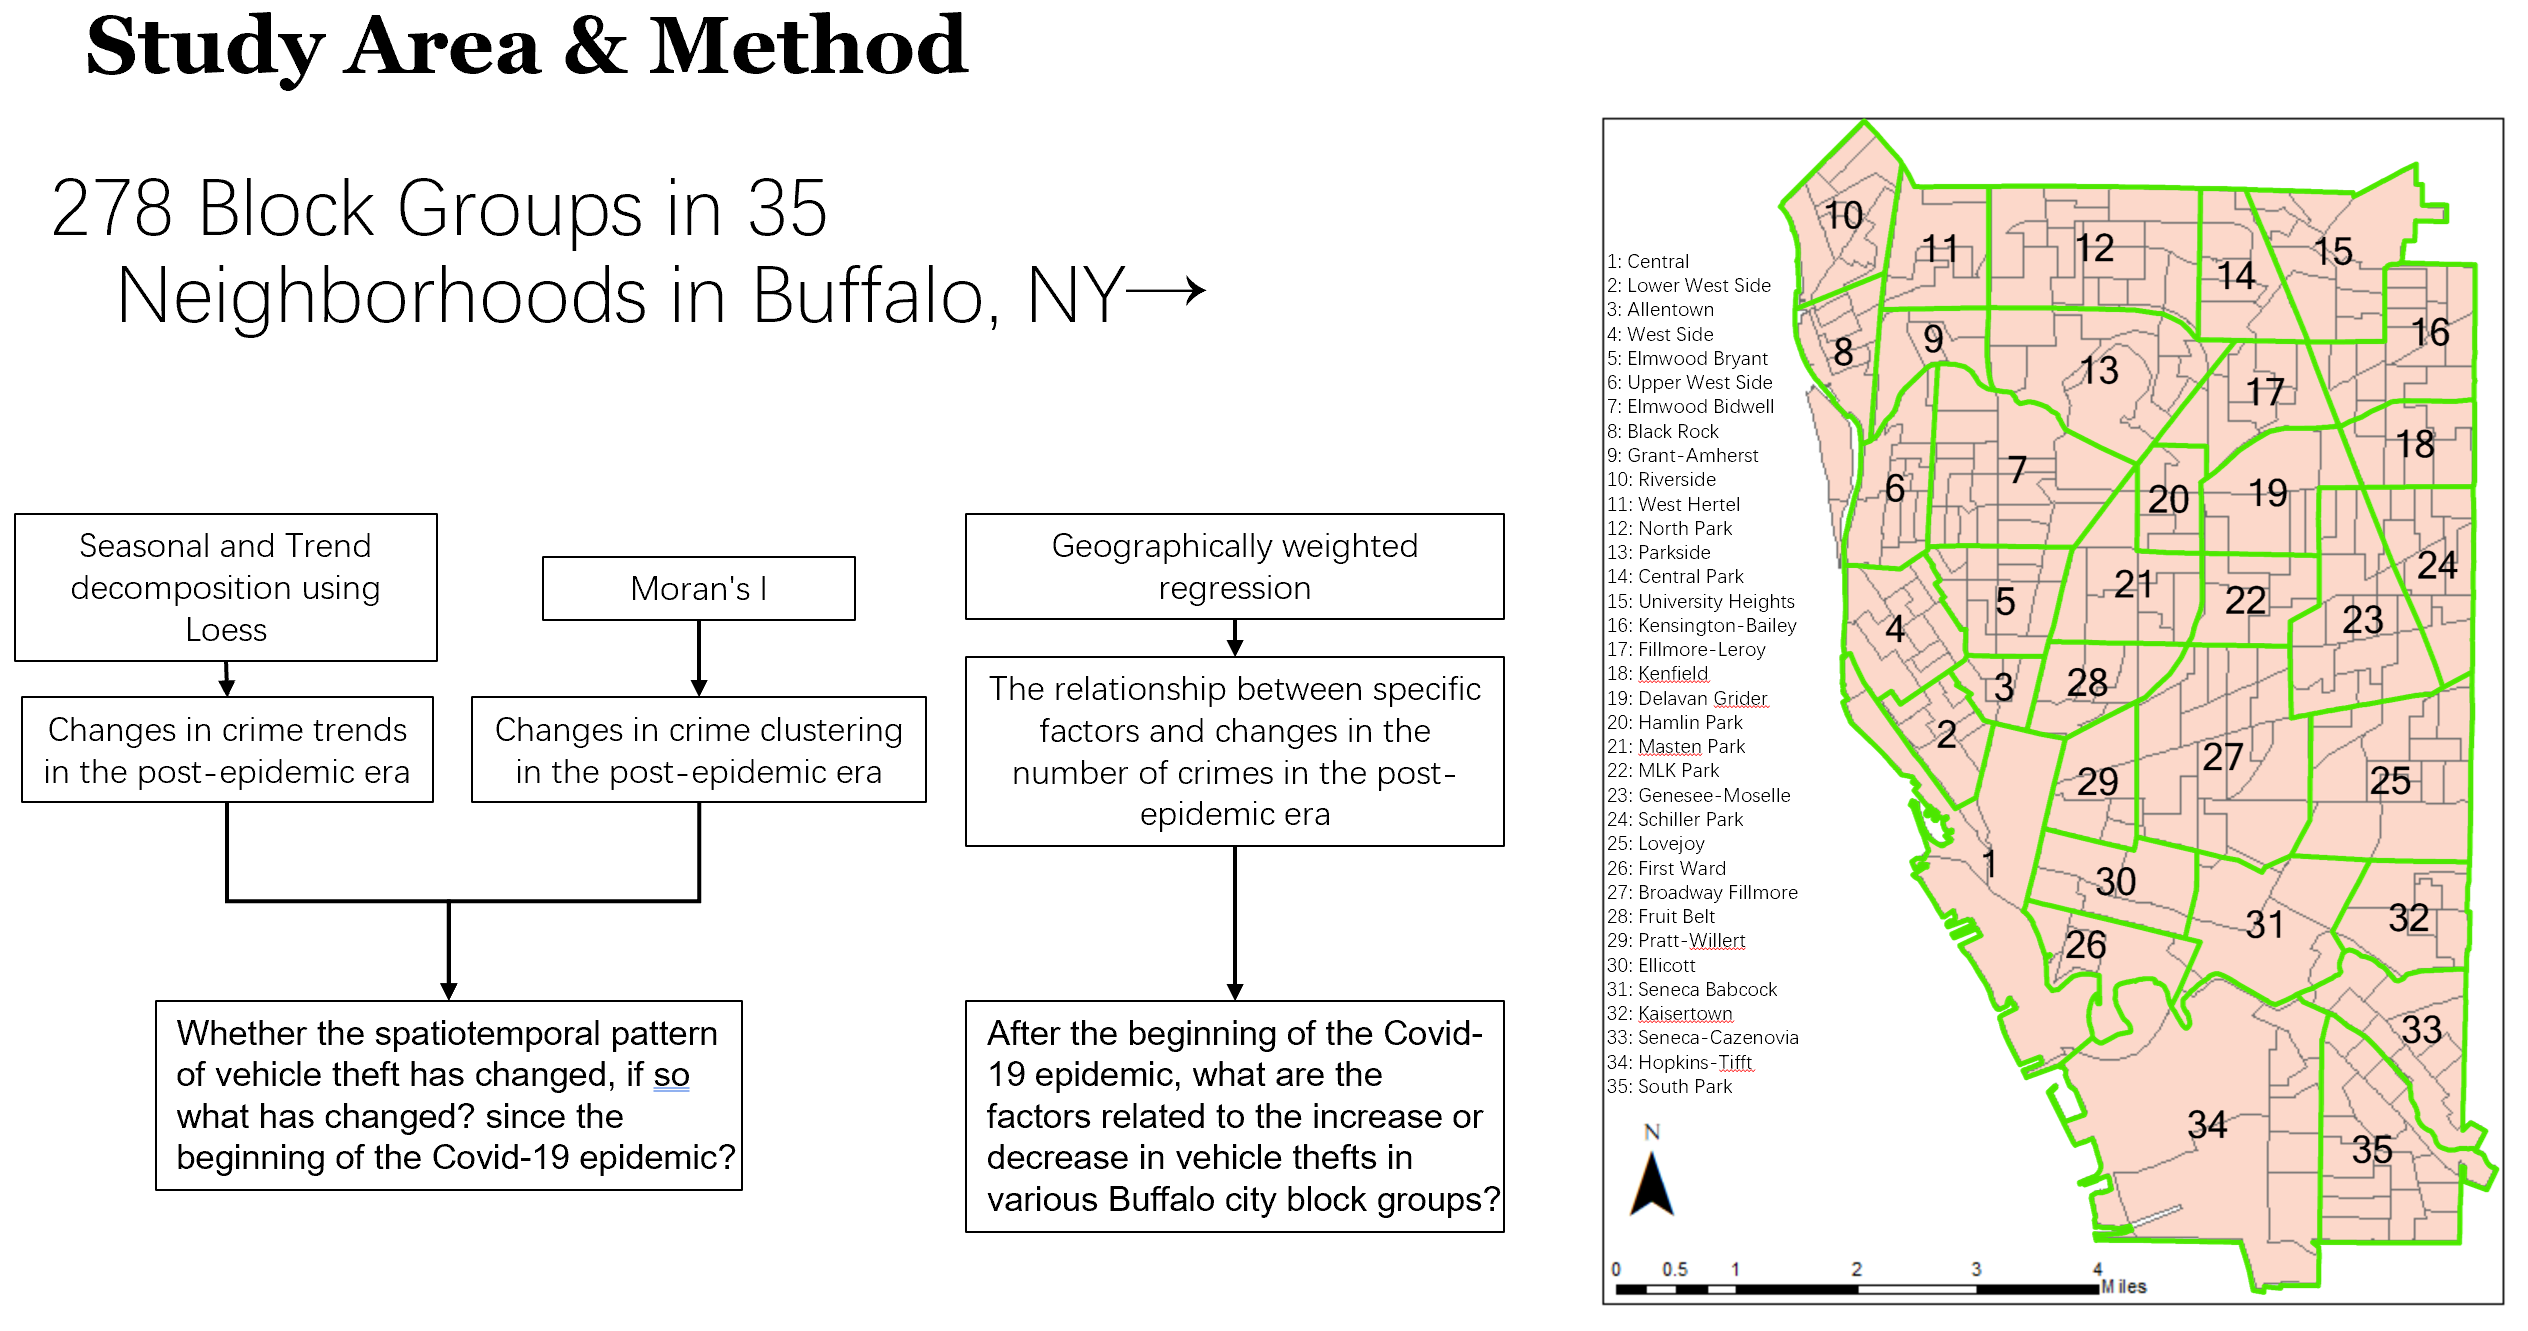 Study Area & Method
278 Block Groups in 35
Neighborhoods in Buffalo, NY→
Seasonal and Trend
decomposition using
Loess
Moran's I
Geographically weighted
regression
Changes in crime trends
in the post-epidemic era
Changes in crime clustering
in the post-epidemic era
The relationship between specific
factors and changes in the
number of crimes in the post-
epidemic era
Whether the spatiotemporal pattern
of vehicle theft has changed, if so
what has changed? since the
beginning of the Covid-19 epidemic?
After the beginning of the Covid-
19 epidemic, what are the
factors related to the increase or
decrease in vehicle thefts in
various Buffalo city block groups?
1: Central
2: Lower West Side
3: Allentown
4: West Side
5: Elmwood Bryant
6: Upper West Side
7: Elmwood Bidwell
8: Black Rock
9: Grant-Amherst
10: Riverside
11: West Hertel
12: North Park
13: Parkside
14: Central Park
15: University Heights
16: Kensington-Bailey
17: Fillmore-Leroy
18: Kenfield
19: Delavan Grider
20: Hamlin Park
21: Masten Park
22: MLK Park
23: Genesee-Moselle
24: Schiller Park
25: Lovejoy
26: First Ward
27: Broadway Fillmore
28: Fruit Belt
29: Pratt-Willert
30: Ellicott
31: Seneca Babcock
32: Kaisertown
33: Seneca-Cazenovia
34: Hopkins-Tifft
35: South Park
10
11
12
15
14
16
9
8
13
17
18
7
6
20
19
24
21
5
22
23
4
3
28
2
27
29
25
1
30
31
32
26
33
34
35
N
0 0.5 1 2 3 4
Miles